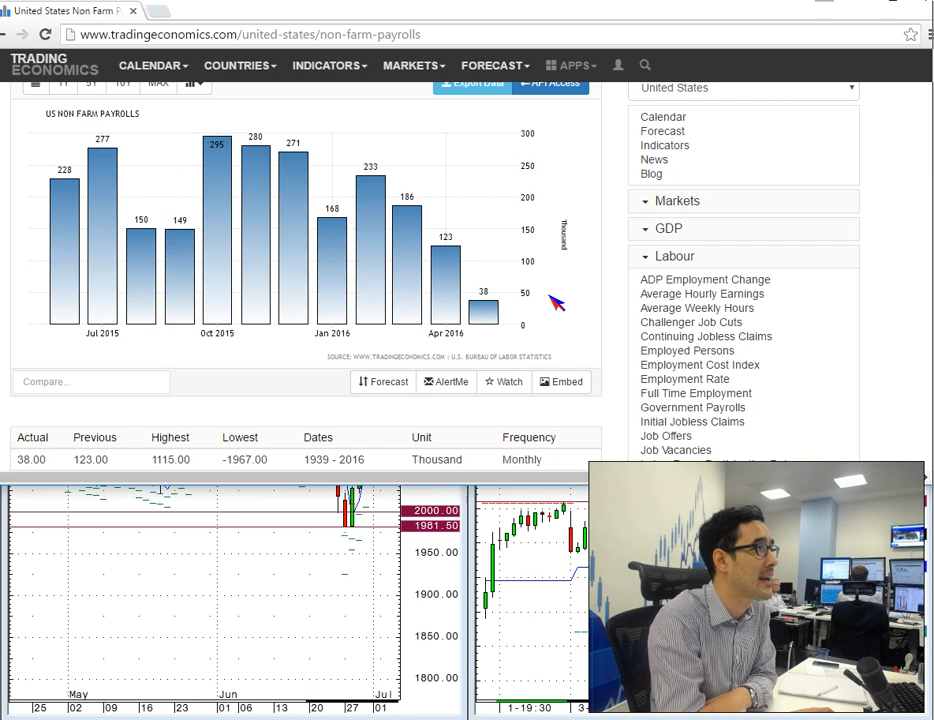 United States Non Farm P
www.tradingeconomics.com/united-states/non-farm-payrolls
TRADING
ECONOMICS
CALENDAR
COUNTRIES
INDICATORS
MARKETS
FORECAST
APPS
1Y 5Y 10Y MAX
Export Data
API Access
United States
US NON FARM PAYROLLS
228
277
150
149
295
280
271
168
233
186
123
38
300
250
200
150
100
50
0
Thousand
Jul 2015
Oct 2015
Jan 2016
Apr 2016
SOURCE: WWW.TRADINGECONOMICS.COM | U.S. BUREAU OF LABOR STATISTICS
Compare...
Forecast
AlertMe
Watch
Embed
Actual Previous Highest Lowest Dates Unit Frequency
38.00 123.00 1115.00 -1967.00 1939 - 2016 Thousand Monthly
Calendar
Forecast
Indicators
News
Blog
Markets
GDP
Labour
ADP Employment Change
Average Hourly Earnings
Average Weekly Hours
Challenger Job Cuts
Continuing Jobless Claims
Employed Persons
Employment Cost Index
Employment Rate
Full Time Employment
Government Payrolls
Initial Jobless Claims
Job Offers
Job Vacancies
2000.00
1981.50
1950.00
1900.00
1850.00
1800.00
May
Jun
Jul
25 02 09 16 23 01 06 13 20 27 01
1-19:30
3-